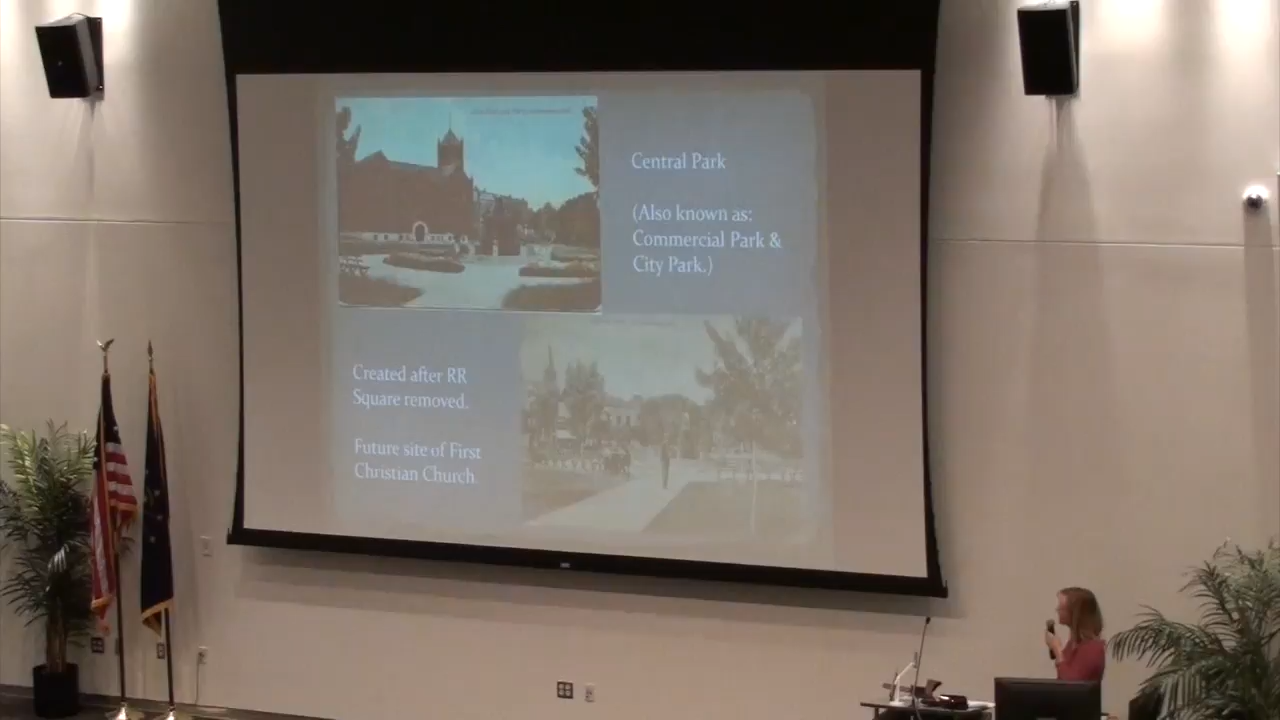 Central Park
(Also known as:
Commercial Park &
City Park.)
Created after RR
Square removed.
Future site of First
Christian Church.